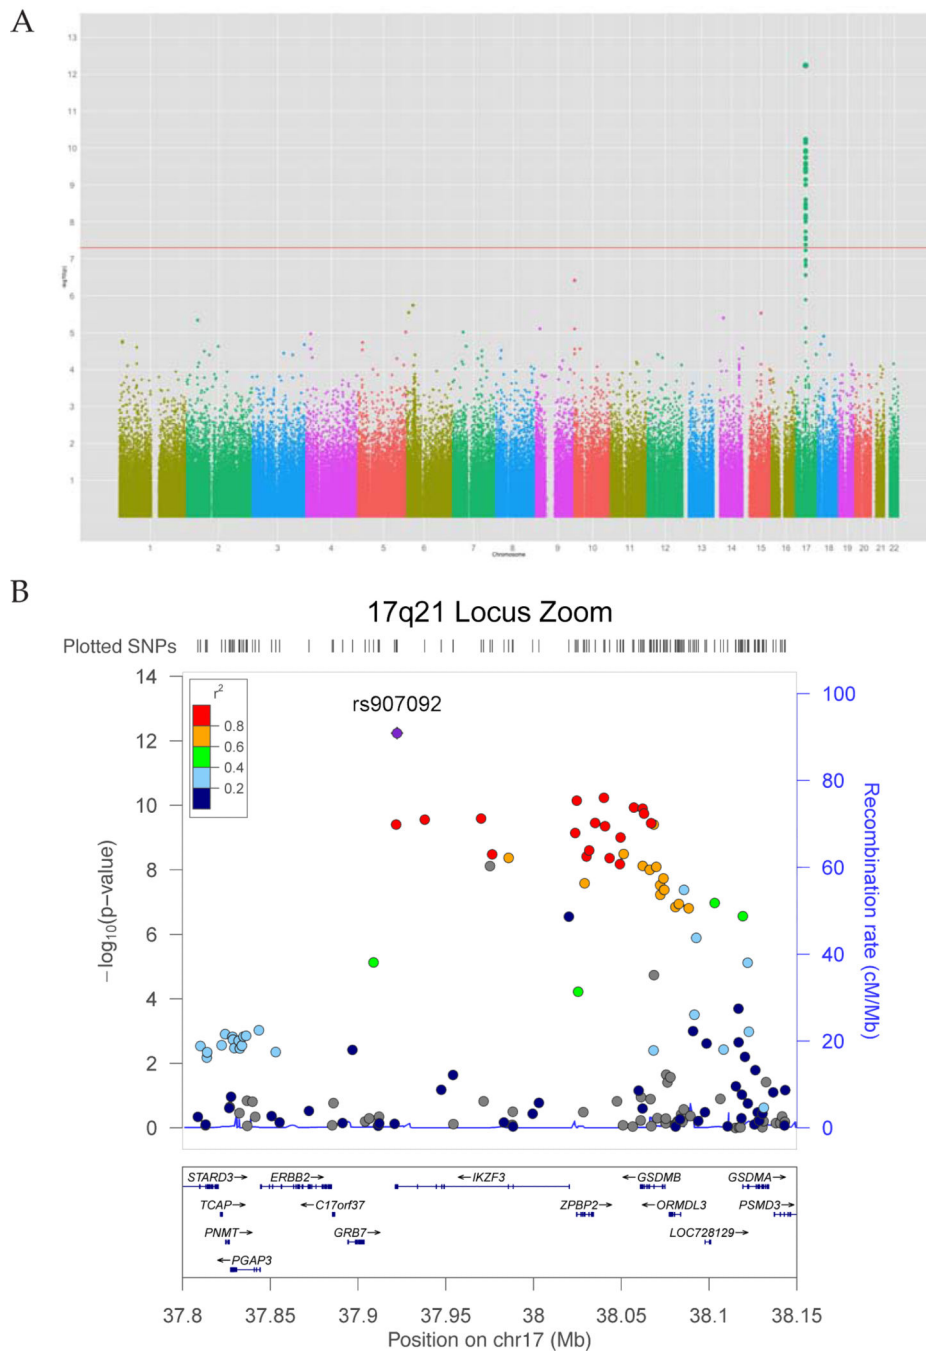 A
13
12
11
10
9
8
7
6
5
4
3
2
1
1 2 3 4 5 6 7 8 9 10 11 12 13 14 15 16 17 18 19 20 21 22
Chromosome
B
17q21 Locus Zoom
Plotted SNPs
14
12
10
8
6
4
2
0
−log10(p−value)
r2
0.8
0.6
0.4
0.2
rs907092
100
80
60
40
20
0
Recombination rate (cM/Mb)
STARD3→ ERBB2→ ←IKZF3 ←GSDMB GSDMA→
TCAP→ ←C17orf37 ZPBP2→ ←ORMDL3 PSMD3→
PNMT→ GRB7→ LOC728129→
←PGAP3
37.8 37.85 37.9 37.95 38 38.05 38.1 38.15
Position on chr17 (Mb)